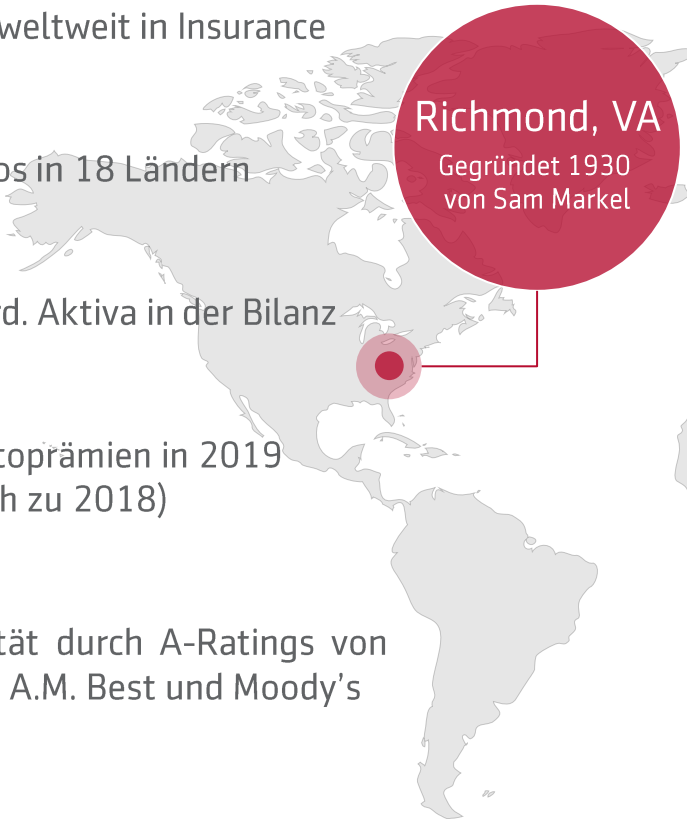 weltweit in Insurance
Richmond, VA
Gegründet 1930
von Sam Markel
os in 18 Ländern
rd. Aktiva in der Bilanz
toprämien in 2019
h zu 2018)
tät durch A-Ratings von
A.M. Best und Moody's